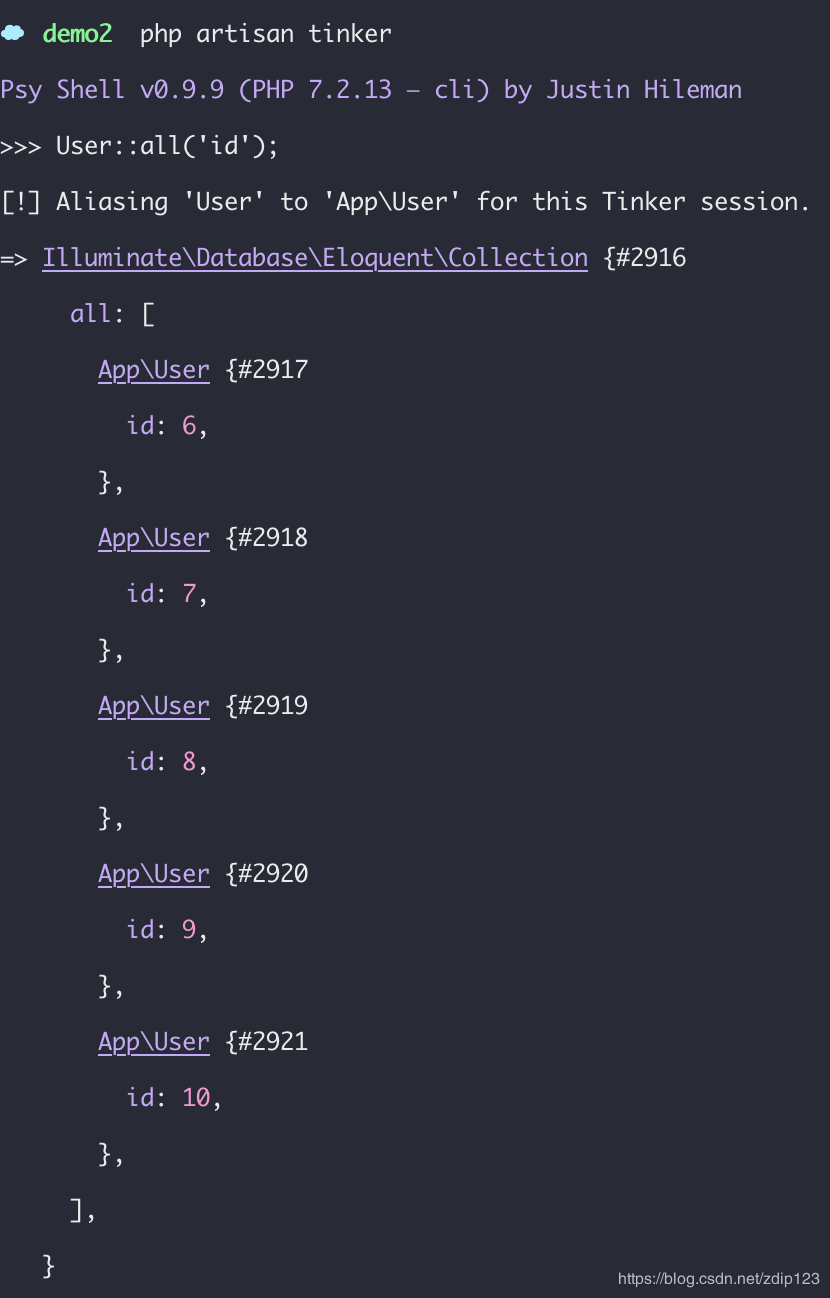 demo2 php artisan tinker
Psy Shell v0.9.9 (PHP 7.2.13 — cli) by Justin Hileman
>>> User::all('id');
[!] Aliasing 'User' to 'App\User' for this Tinker session.
=> Illuminate\Database\Eloquent\Collection {#2916
all: [
App\User {#2917
id: 6,
},
App\User {#2918
id: 7,
},
App\User {#2919
id: 8,
},
App\User {#2920
id: 9,
},
App\User {#2921
id: 10,
},
],
}
https://blog.csdn.net/zdip123